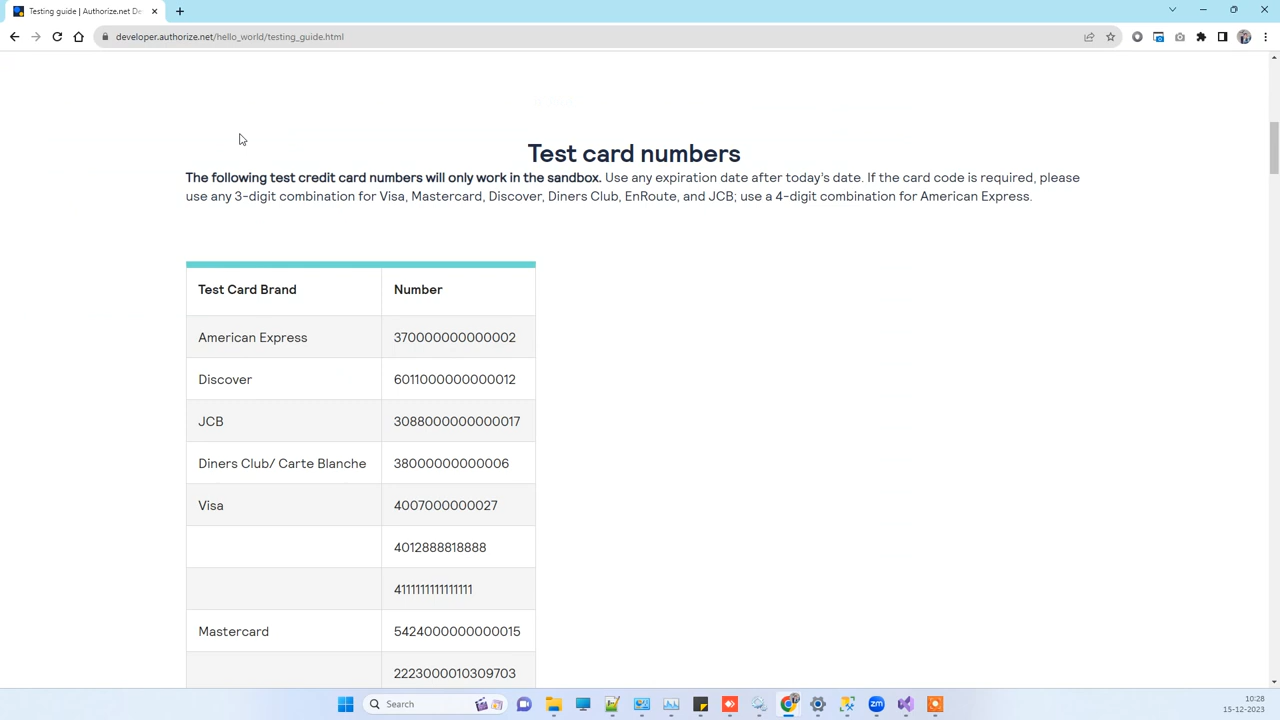 Testing guide | Authorize.net De
developer.authorize.net/hello_world/testing_guide.html
Test card numbers
The following test credit card numbers will only work in the sandbox. Use any expiration date after today's date. If the card code is required, please
use any 3-digit combination for Visa, Mastercard, Discover, Diners Club, EnRoute, and JCB; use a 4-digit combination for American Express.
Test Card Brand Number
American Express 370000000000002
Discover 6011000000000012
JCB 3088000000000017
Diners Club/ Carte Blanche 38000000000006
Visa 4007000000027
4012888818888
4111111111111111
Mastercard 5424000000000015
2223000010309703
Search
zm
10:28
15-12-2023